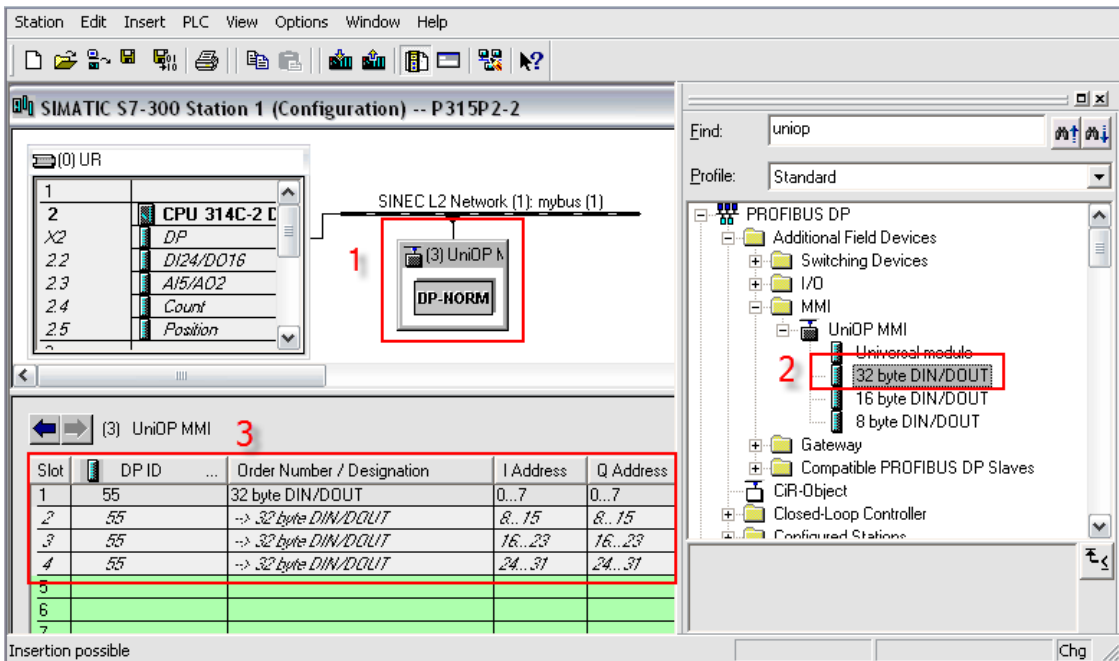 Station Edit Insert PLC View Options Window Help
SIMATIC S7-300 Station 1 (Configuration) -- P315P2-2
(0) UR
1
2 CPU 314C-2 D
X2 DP
2.2 DI24/DO16
2.3 AI5/AO2
2.4 Count
2.5 Position
SINEC L2 Network (1): mybus (1)
1
(3) UniOP M
DP-NORM
(3) UniOP MMI
3
Slot DP ID ... Order Number / Designation I Address Q Address
1 55 32 byte DIN/DOUT 0...7 0...7
2 55 --> 32 byte DIN/DOUT 8...15 8...15
3 55 --> 32 byte DIN/DOUT 16...23 16...23
4 55 --> 32 byte DIN/DOUT 24...31 24...31
5
6
7
Find: uniop
Profile: Standard
PROFIBUS DP
Additional Field Devices
Switching Devices
I/O
MMI
UniOP MMI
Universal module
2
32 byte DIN/DOUT
16 byte DIN/DOUT
8 byte DIN/DOUT
Gateway
Compatible PROFIBUS DP Slaves
CiR-Object
Closed-Loop Controller
Configured Stations
Insertion possible
Chg